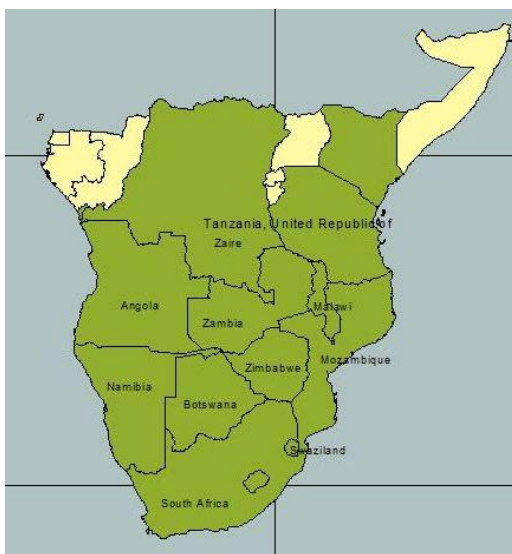 Tanzania, United Republic of
Zaire
Angola
Malawi
Zambia
Mozambique
Zimbabwe
Namibia
Botswana
Swaziland
South Africa